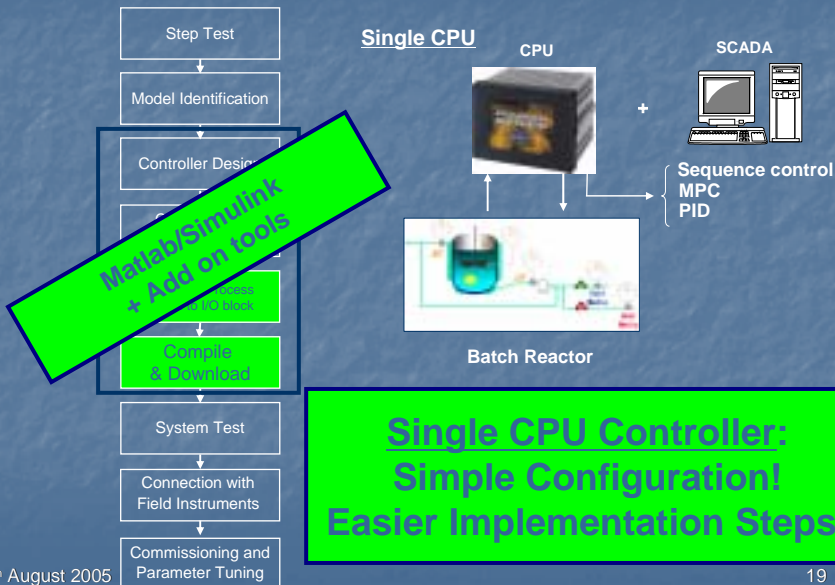 Step Test
Model Identification
Controller Design
Matlab/Simulink
+ Add on tools
to I/O block
Compile
& Download
System Test
Connection with
Field Instruments
Commissioning and
Parameter Tuning
Single CPU
CPU
+
SCADA
Sequence control
MPC
PID
Batch Reactor
Single CPU Controller:
Simple Configuration!
Easier Implementation Steps
August 2005
19